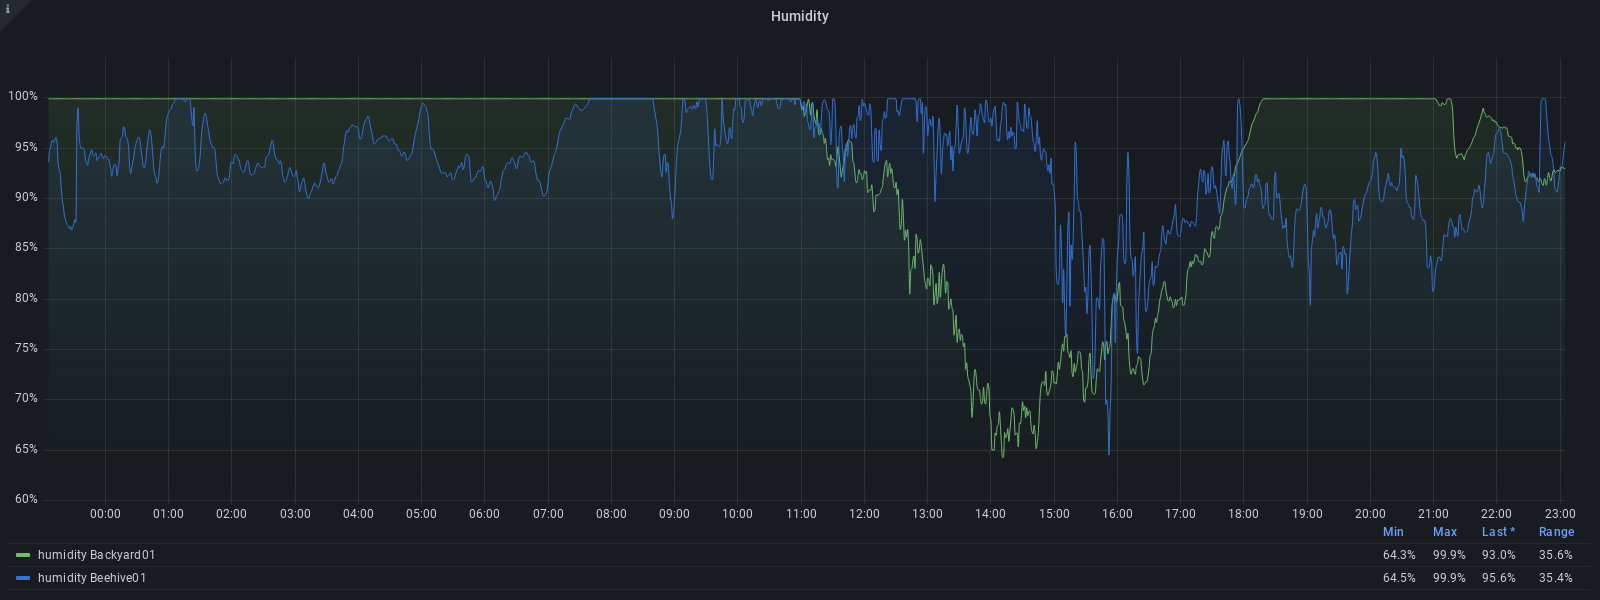 i
Humidity
100%
95%
90%
85%
80%
75%
70%
65%
60%
00:00 01:00 02:00 03:00 04:00 05:00 06:00 07:00 08:00 09:00 10:00 11:00 12:00 13:00 14:00 15:00 16:00 17:00 18:00 19:00 20:00 21:00 22:00 23:00
Min Max Last * Range
humidity Backyard01 64.3% 99.9% 93.0% 35.6%
humidity Beehive01 64.5% 99.9% 95.6% 35.4%